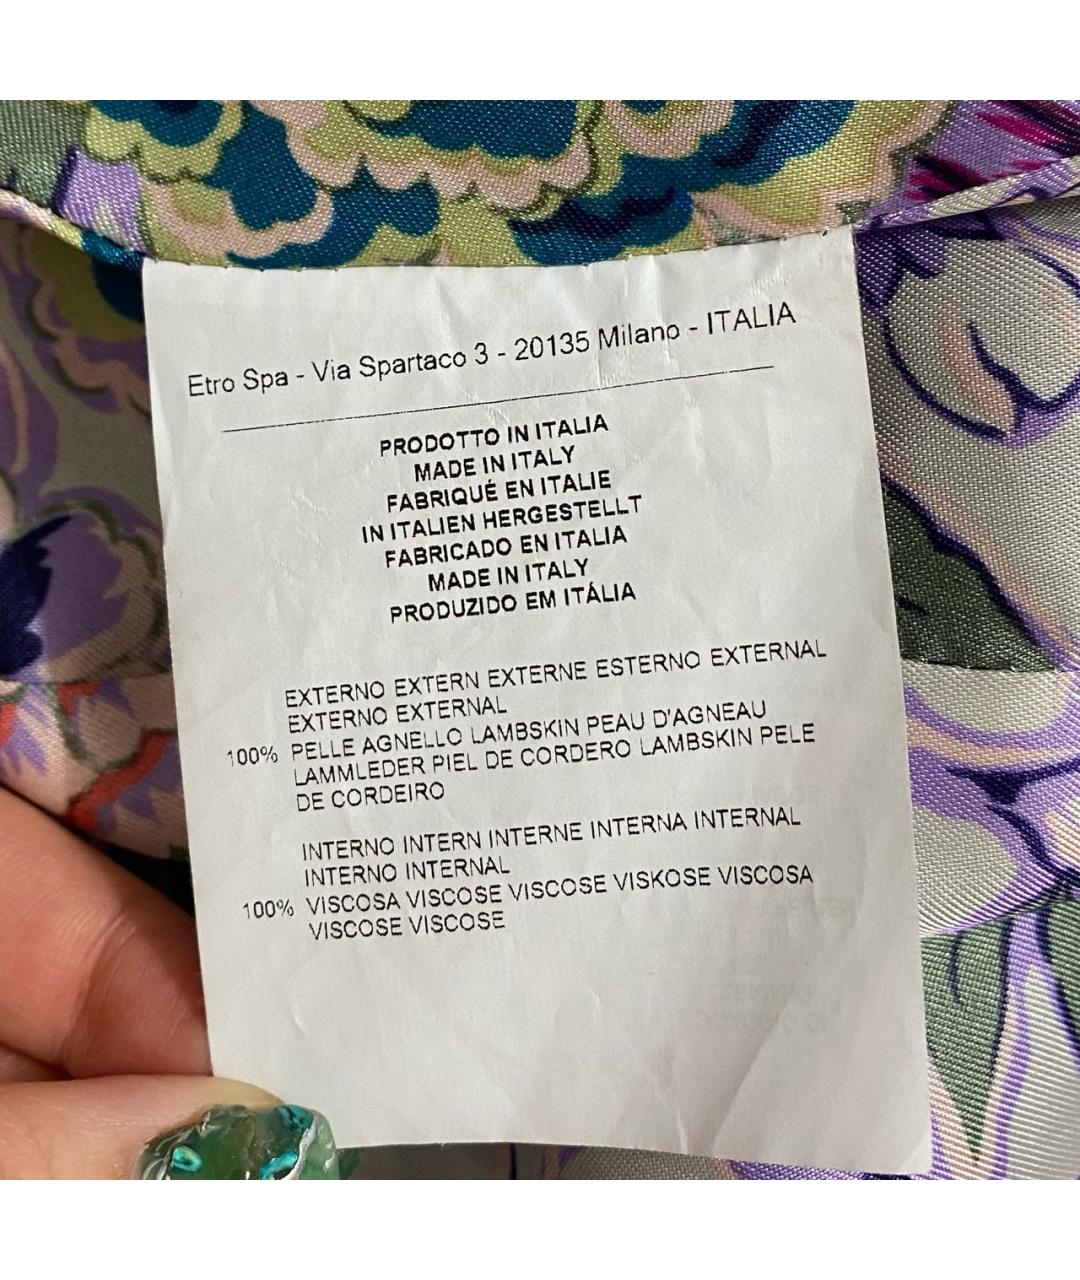 Etro Spa - Via Spartaco 3 - 20135 Milano - ITALIA
PRODOTTO IN ITALIA
MADE IN ITALY
FABRIQUÉ EN ITALIE
IN ITALIEN HERGESTELLT
FABRICADO EN ITALIA
MADE IN ITALY
PRODUZIDO EM ITÁLIA
EXTERNO EXTERN EXTERNE ESTERNO EXTERNAL
EXTERNO EXTERNAL
100% PELLE AGNELLO LAMBSKIN PEAU D'AGNEAU
LAMMLEDER PIEL DE CORDERO LAMBSKIN PELE
DE CORDEIRO
INTERNO INTERN INTERNE INTERNA INTERNAL
INTERNO INTERNAL
100% VISCOSA VISCOSE VISCOSE VISKOSE VISCOSA
VISCOSE VISCOSE